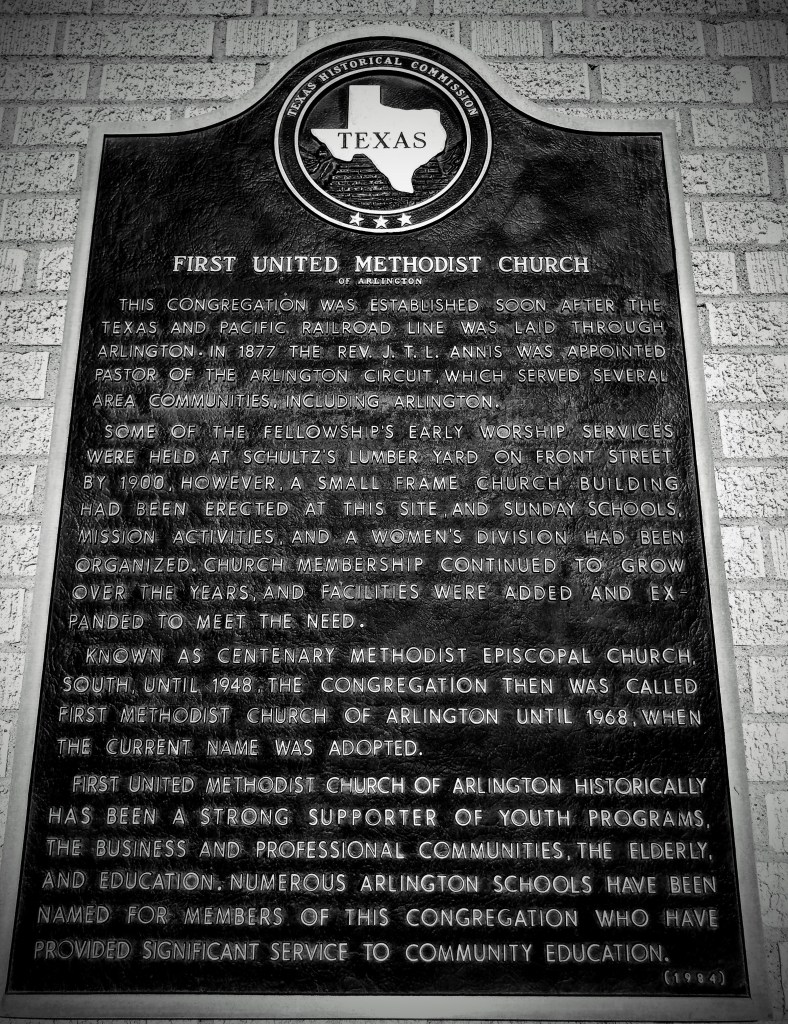 TEXAS HISTORICAL COMMISSION
TEXAS
FIRST UNITED METHODIST CHURCH
OF ARLINGTON
THIS CONGREGATION WAS ESTABLISHED SOON AFTER THE
TEXAS AND PACIFIC RAILROAD LINE WAS LAID THROUGH
ARLINGTON. IN 1877 THE REV. J. T. L. ANNIS WAS APPOINTED
PASTOR OF THE ARLINGTON CIRCUIT, WHICH SERVED SEVERAL
AREA COMMUNITIES, INCLUDING ARLINGTON.
SOME OF THE FELLOWSHIP'S EARLY WORSHIP SERVICES
WERE HELD AT SCHULTZ'S LUMBER YARD ON FRONT STREET
BY 1900, HOWEVER, A SMALL FRAME CHURCH BUILDING
HAD BEEN ERECTED AT THIS SITE, AND SUNDAY SCHOOLS,
MISSION ACTIVITIES, AND A WOMEN'S DIVISION HAD BEEN
ORGANIZED. CHURCH MEMBERSHIP CONTINUED TO GROW
OVER THE YEARS, AND FACILITIES WERE ADDED AND EX-
PANDED TO MEET THE NEED.
KNOWN AS CENTENARY METHODIST EPISCOPAL CHURCH,
SOUTH, UNTIL 1948, THE CONGREGATION THEN WAS CALLED
FIRST METHODIST CHURCH OF ARLINGTON UNTIL 1968, WHEN
THE CURRENT NAME WAS ADOPTED.
FIRST UNITED METHODIST CHURCH OF ARLINGTON HISTORICALLY
HAS BEEN A STRONG SUPPORTER OF YOUTH PROGRAMS,
THE BUSINESS AND PROFESSIONAL COMMUNITIES, THE ELDERLY,
AND EDUCATION. NUMEROUS ARLINGTON SCHOOLS HAVE BEEN
NAMED FOR MEMBERS OF THIS CONGREGATION WHO HAVE
PROVIDED SIGNIFICANT SERVICE TO COMMUNITY EDUCATION.
(1984)